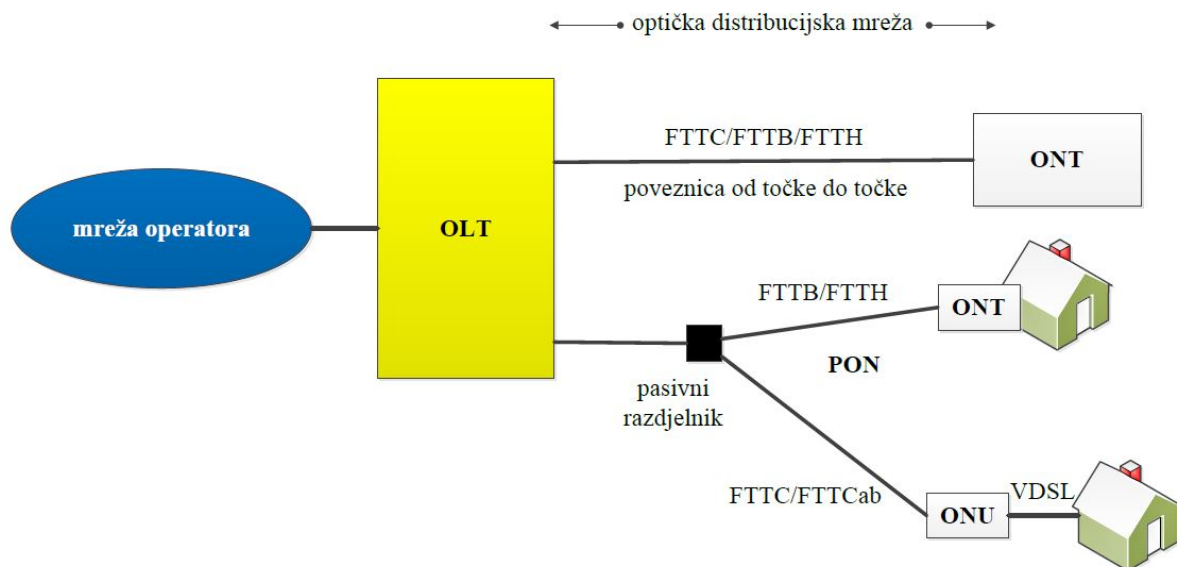 optička distribucijska mreža
FTTC/FTTB/FTTH
ONT
poveznica od točke do točke
mreža operatora
OLT
FTTB/FTTH
ONT
PON
pasivni
razdjelnik
FTTC/FTTCab
ONU
VDSL